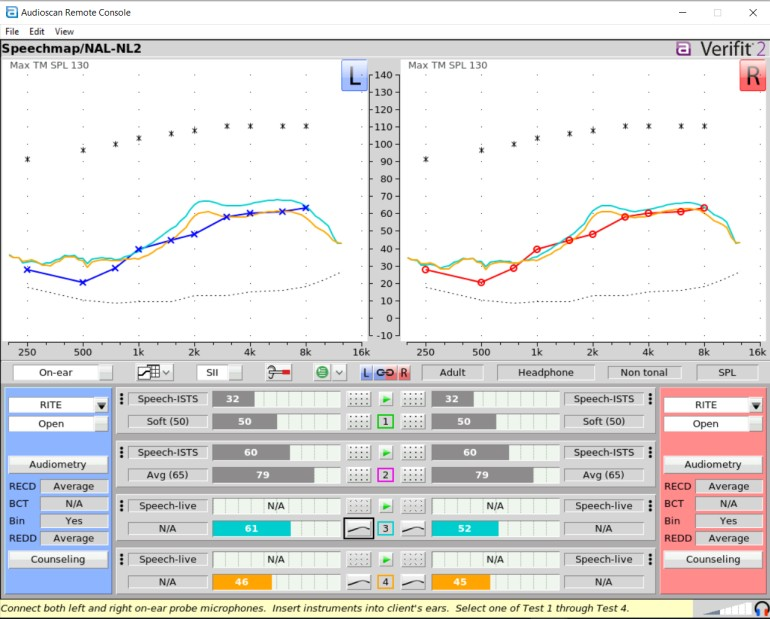 Audioscan Remote Console
File Edit View
Speechmap/NAL-NL2
Verifit 2
Max TM SPL 130
L
Max TM SPL 130
R
140
130
120
110
100
90
80
70
60
50
40
30
20
10
0
-10
250 500 1k 2k 4k 8k 16k
250 500 1k 2k 4k 8k 16k
On-ear SII L R Adult Headphone Non tonal SPL
RITE
Open
Audiometry
RECD Average
BCT N/A
Bin Yes
REDD Average
Counseling
Speech-ISTS 32 32 Speech-ISTS
Soft (50) 50 1 50 Soft (50)
Speech-ISTS 60 60 Speech-ISTS
Avg (65) 79 2 79 Avg (65)
Speech-live N/A N/A Speech-live
N/A 61 3 52 N/A
Speech-live N/A N/A Speech-live
N/A 46 4 45 N/A
RITE
Open
Audiometry
RECD Average
BCT N/A
Bin Yes
REDD Average
Counseling
Connect both left and right on-ear probe microphones. Insert instruments into client's ears. Select one of Test 1 through Test 4.